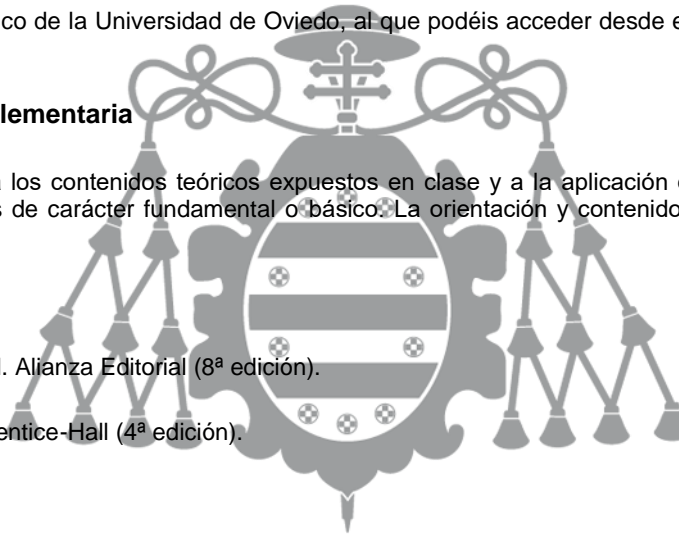 co de la Universidad de Oviedo, al que podéis acceder desde e
lementaria
los contenidos teóricos expuestos en clase y a la aplicación
s de carácter fundamental o básico. La orientación y contenido
. Alianza Editorial (8ª edición).
entice-Hall (4ª edición).